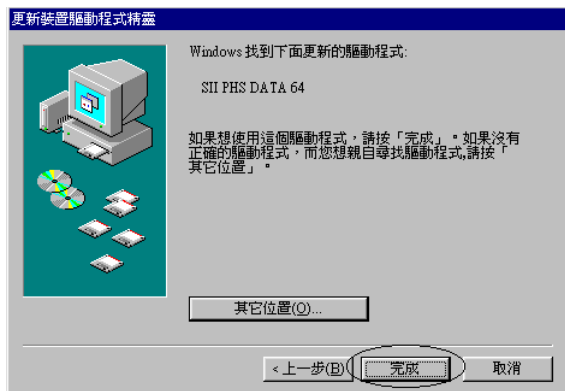 更新裝置驅動程式精靈
Windows 找到下面更新的驅動程式:
SII PHS DATA 64
如果想使用這個驅動程式，請按「完成」。如果沒有
正確的驅動程式，而您想親自尋找驅動程式,請按「
其它位置」。
其它位置(O)...
<上一步(B) 完成 取消